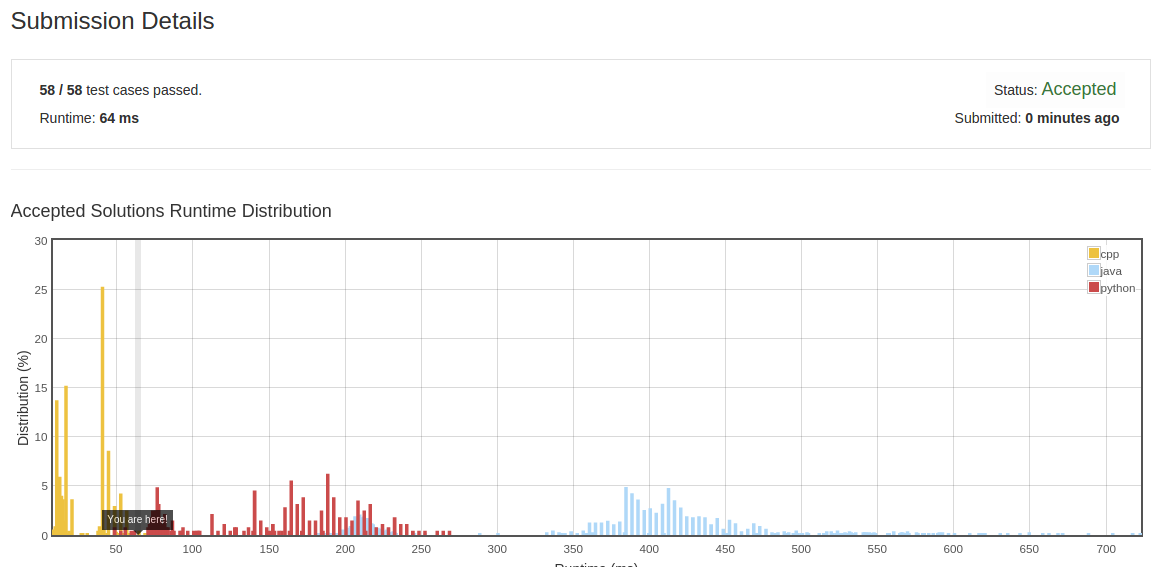 Submission Details
58 / 58 test cases passed.
Status: Accepted
Runtime: 64 ms
Submitted: 0 minutes ago
Accepted Solutions Runtime Distribution
30
25
20
15
10
5
0
Distribution (%)
cpp
java
python
You are here!
50 100 150 200 250 300 350 400 450 500 550 600 650 700
Runtime (ms)